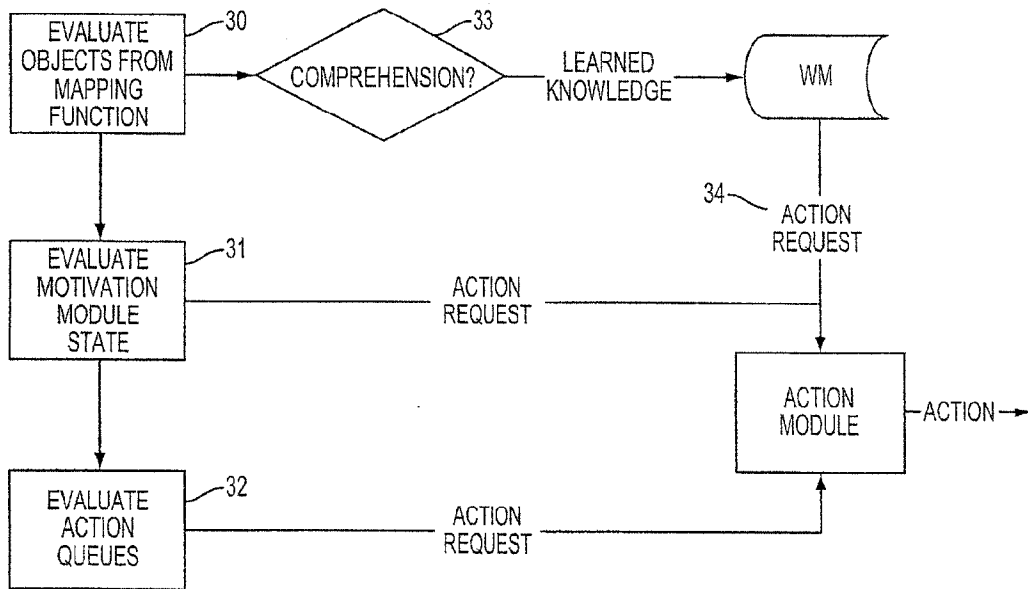 30
EVALUATE
OBJECTS FROM
MAPPING
FUNCTION
33
COMPREHENSION?
LEARNED
KNOWLEDGE
WM
34
ACTION
REQUEST
31
EVALUATE
MOTIVATION
MODULE
STATE
ACTION
REQUEST
ACTION
MODULE
ACTION
32
EVALUATE
ACTION
QUEUES
ACTION
REQUEST